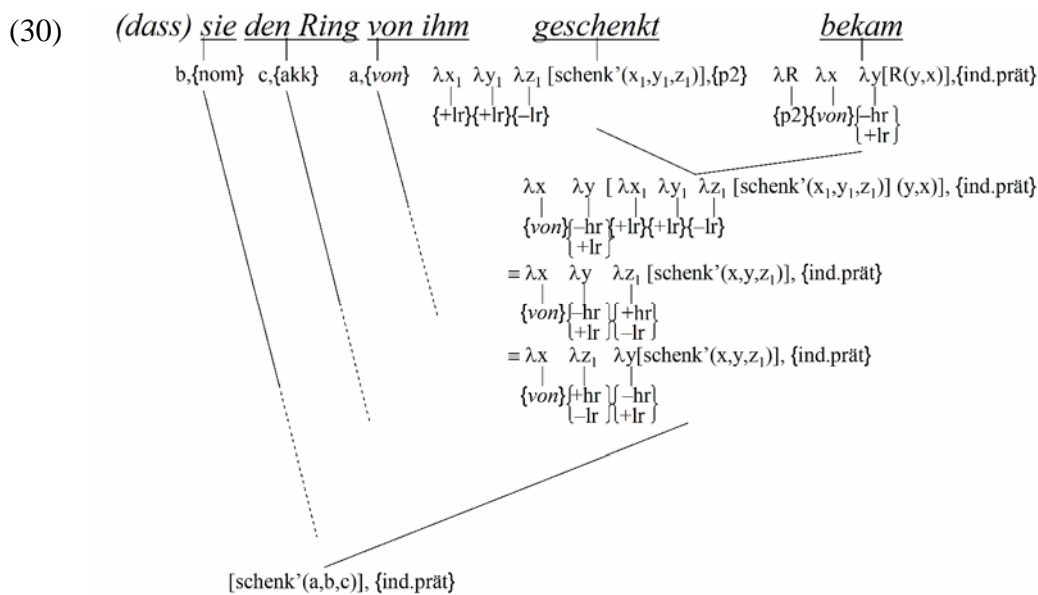 (30) (dass) sie den Ring von ihm geschenkt bekam
b,{nom} c,{akk} a,{von} λx₁ λy₁ λz₁ [schenk’(x₁,y₁,z₁)],{p2} λR λx λy[R(y,x)],{ind.prät}
{+lr}{+lr}{–lr} {p2}{von}{–hr
+lr}
λx λy [ λx₁ λy₁ λz₁ [schenk’(x₁,y₁,z₁)] (y,x)], {ind.prät}
{von}{–hr {+lr}{+lr}{–lr}
+lr}
≡ λx λy λz₁ [schenk’(x,y,z₁)], {ind.prät}
{von}{–hr}{+hr}
{+lr}{–lr}
≡ λx λz₁ λy[schenk’(x,y,z₁)], {ind.prät}
{von}{+hr}{–hr}
{–lr}{+lr}
[schenk’(a,b,c)], {ind.prät}